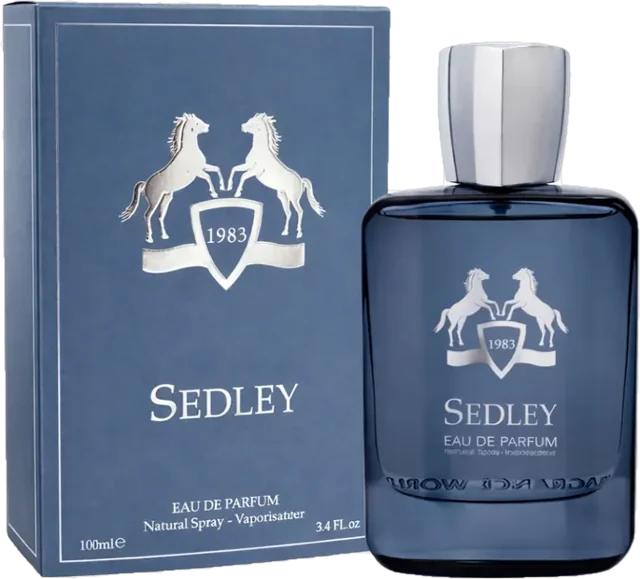 1983
SEDLEY
EAU DE PARFUM
Natural Spray - Vaporisateur
100ml e
3.4 FL.oz
1983
SEDLEY
EAU DE PARFUM